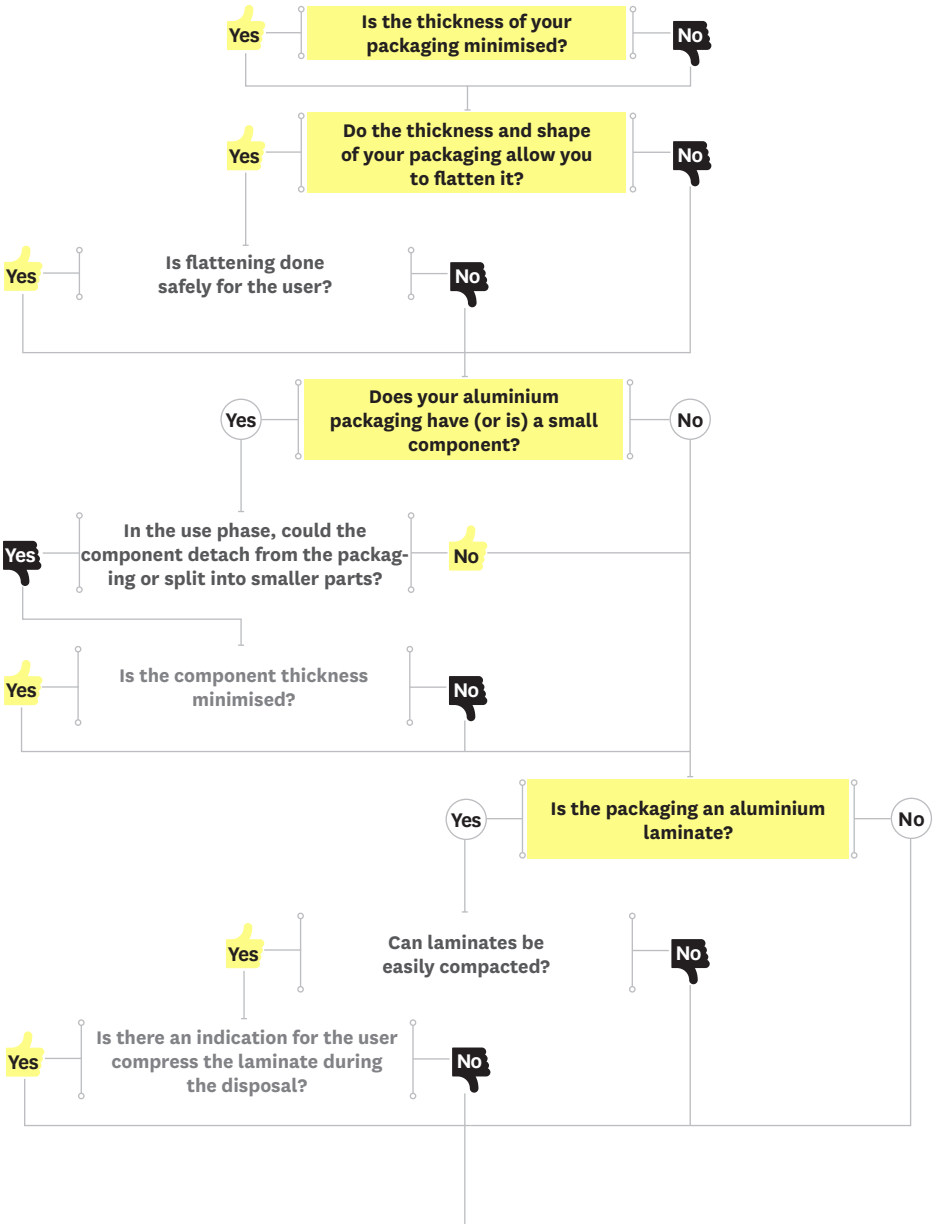 Yes
Is the thickness of your
packaging minimised?
No
Yes
Do the thickness and shape
of your packaging allow you
to flatten it?
No
Yes
Is flattening done
safely for the user?
No
Yes
Does your aluminium
packaging have (or is) a small
component?
No
Yes
In the use phase, could the
component detach from the packag-
ing or split into smaller parts?
No
Yes
Is the component thickness
minimised?
No
Yes
Is the packaging an aluminium
laminate?
No
Yes
Can laminates be
easily compacted?
No
Yes
Is there an indication for the user
compress the laminate during
the disposal?
No